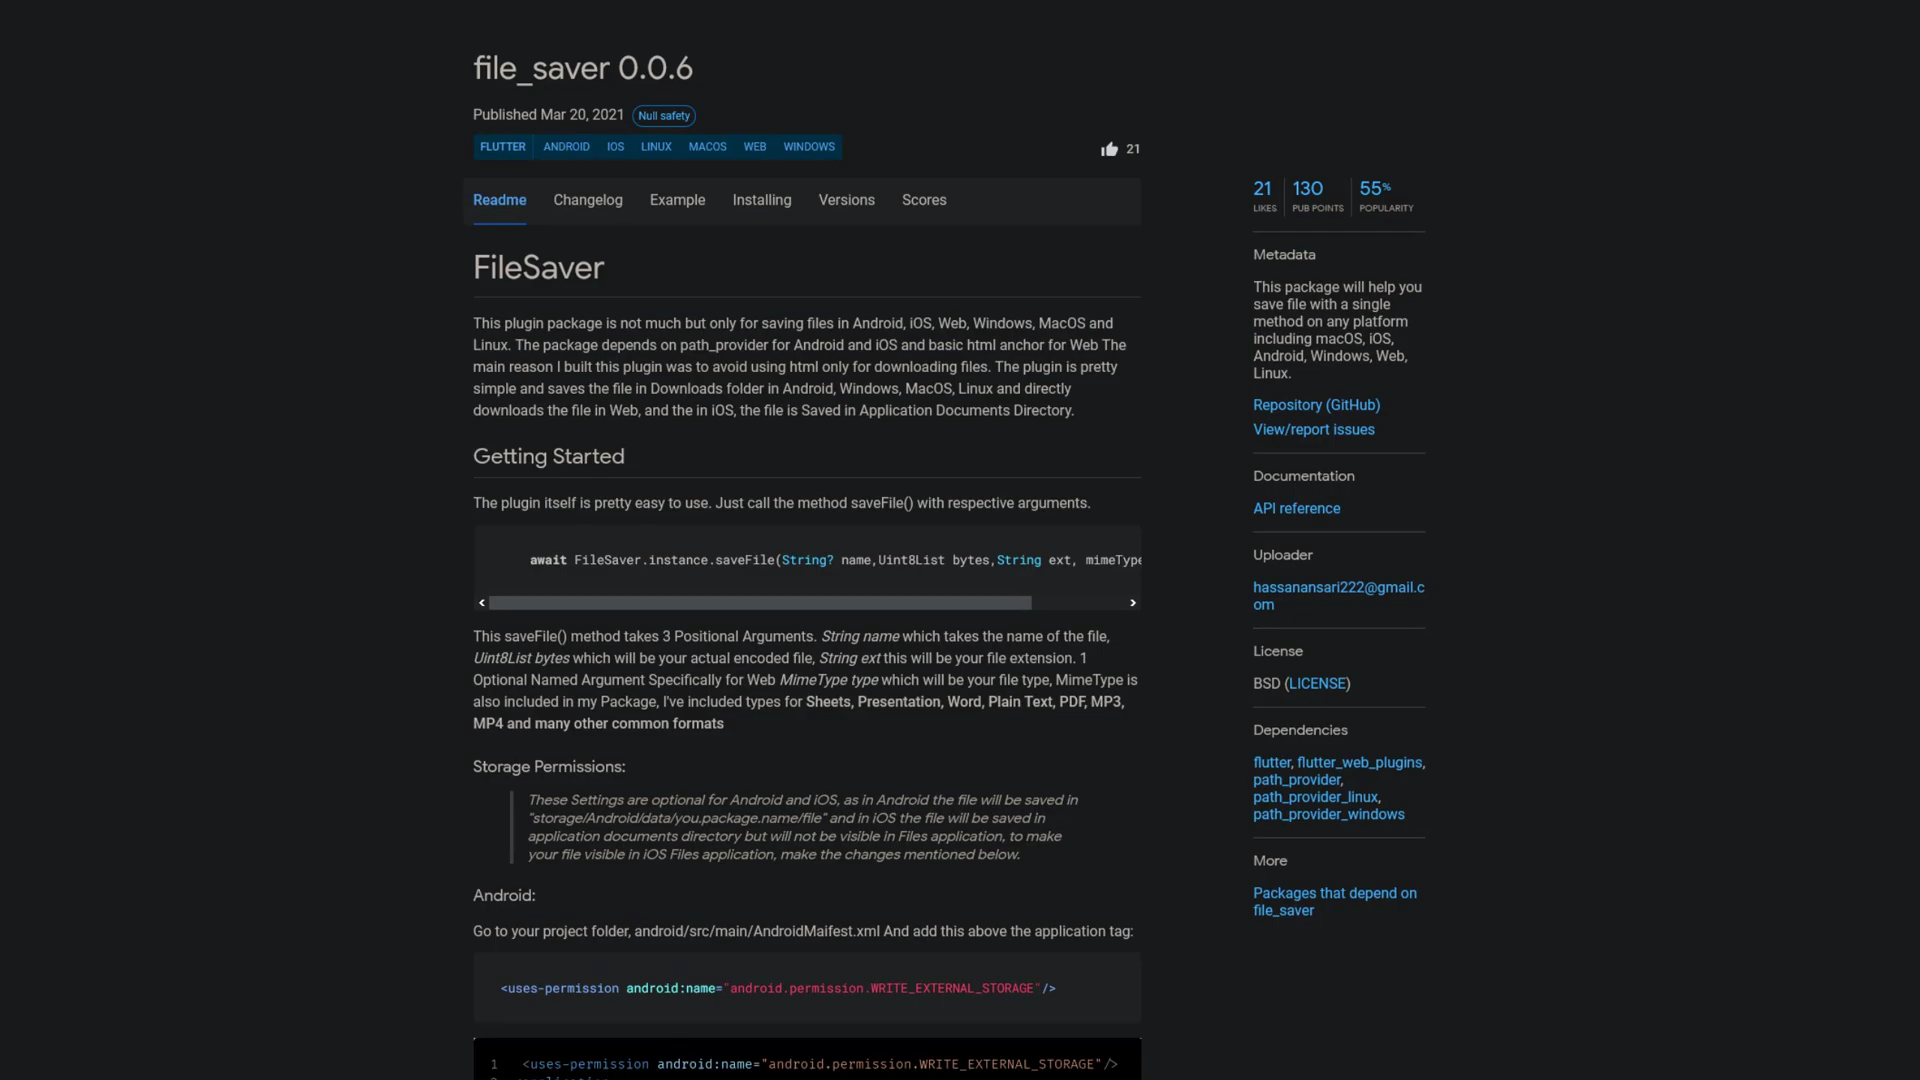 file_saver 0.0.6
Published Mar 20, 2021 Null safety
FLUTTER ANDROID IOS LINUX MACOS WEB WINDOWS
21
Readme Changelog Example Installing Versions Scores
FileSaver
This plugin package is not much but only for saving files in Android, iOS, Web, Windows, MacOS and
Linux. The package depends on path_provider for Android and iOS and basic html anchor for Web The
main reason I built this plugin was to avoid using html only for downloading files. The plugin is pretty
simple and saves the file in Downloads folder in Android, Windows, MacOS, Linux and directly
downloads the file in Web, and the in iOS, the file is Saved in Application Documents Directory.
Getting Started
The plugin itself is pretty easy to use. Just call the method saveFile() with respective arguments.
await FileSaver.instance.saveFile(String? name,Uint8List bytes,String ext, mimeType
This saveFile() method takes 3 Positional Arguments. String name which takes the name of the file,
Uint8List bytes which will be your actual encoded file, String ext this will be your file extension. 1
Optional Named Argument Specifically for Web MimeType type which will be your file type, MimeType is
also included in my Package, I've included types for Sheets, Presentation, Word, Plain Text, PDF, MP3,
MP4 and many other common formats
Storage Permissions:
These Settings are optional for Android and iOS, as in Android the file will be saved in
"storage/Android/data/you.package.name/file" and in iOS the file will be saved in
application documents directory but will not be visible in Files application, to make
your file visible in iOS Files application, make the changes mentioned below.
Android:
Go to your project folder, android/src/main/AndroidMaifest.xml And add this above the application tag:
<uses-permission android:name="android.permission.WRITE_EXTERNAL_STORAGE"/>
1 <uses-permission android:name="android.permission.WRITE_EXTERNAL_STORAGE"/>
21 130 55%
LIKES PUB POINTS POPULARITY
Metadata
This package will help you
save file with a single
method on any platform
including macOS, iOS,
Android, Windows, Web,
Linux.
Repository (GitHub)
View/report issues
Documentation
API reference
Uploader
hassanansari222@gmail.c
om
License
BSD (LICENSE)
Dependencies
flutter, flutter_web_plugins,
path_provider,
path_provider_linux,
path_provider_windows
More
Packages that depend on
file_saver